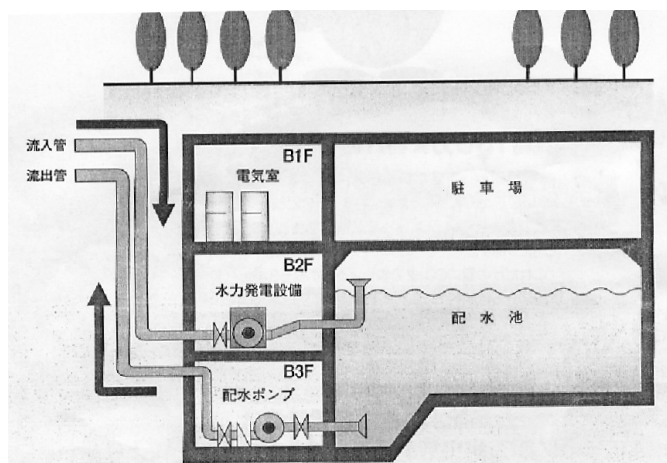 流入管
流出管
B1F
電気室
駐車場
B2F
水力発電設備
配水池
B3F
配水ポンプ